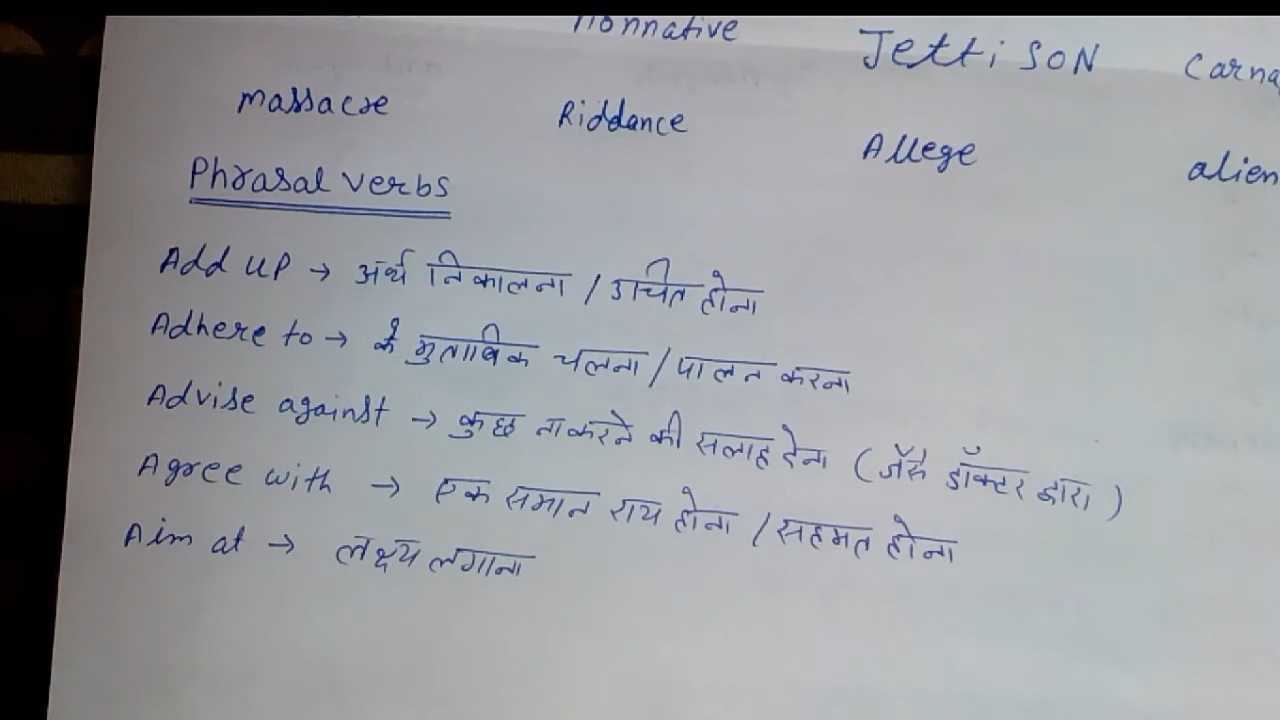 nonnative JettiSON
Massacre Riddance Allege alien
Phrasal verbs
Add up → अर्थ निकालना / उचित होना
Adhere to → के मुताबिक चलना / पालन करना
Advise against → कुछ ना करने की सलाह देना (जैसे डॉक्टर द्वारा)
Agree with → एक समान राय होना / सहमत होना
Aim at → लक्ष्य लगाना